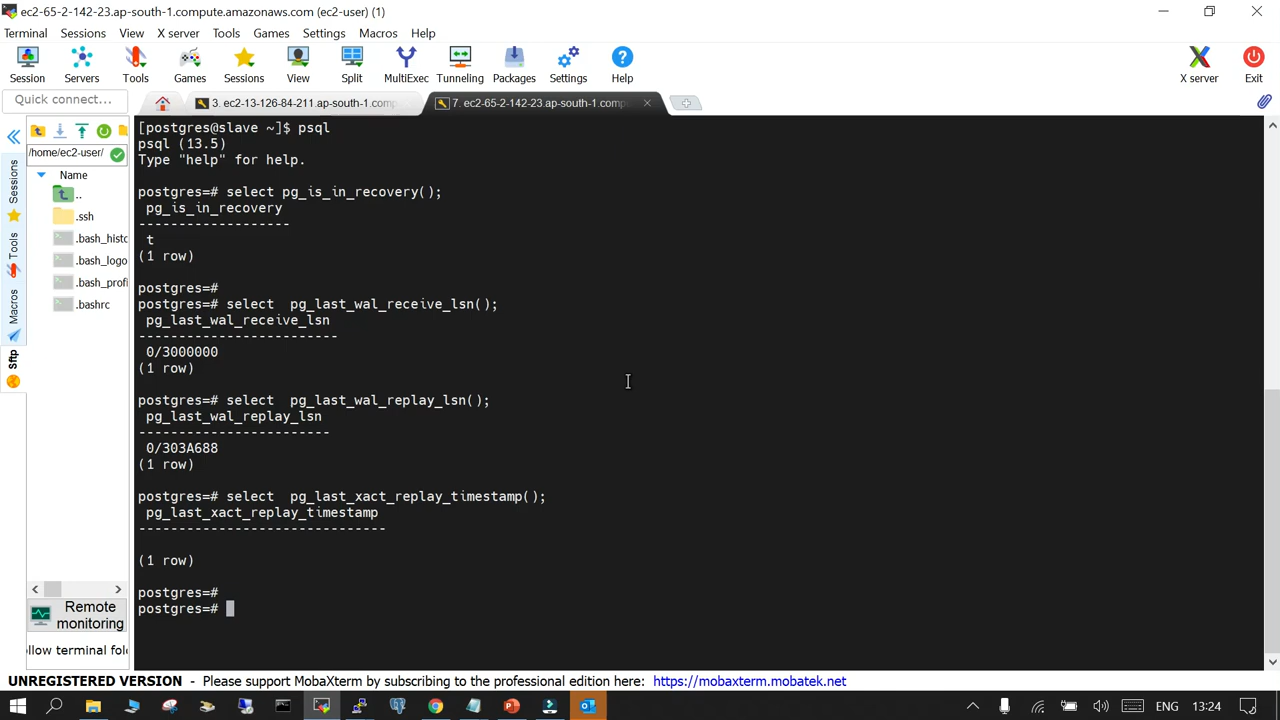 ec2-65-2-142-23.ap-south-1.compute.amazonaws.com (ec2-user) (1)
Terminal Sessions View X server Tools Games Settings Macros Help
Session Servers Tools Games Sessions View Split MultiExec Tunneling Packages Settings Help X server Exit
Quick connect...
3. ec2-13-126-84-211.ap-south-1.comp
7. ec2-65-2-142-23.ap-south-1.comp
/home/ec2-user/
Name
..
.ssh
.bash_histo
.bash_logo
.bash_profi
.bashrc
Sessions
Tools
Macros
Sftp
Remote
monitoring
llow terminal fold
[postgres@slave ~]$ psql
psql (13.5)
Type "help" for help.
postgres=# select pg_is_in_recovery();
pg_is_in_recovery
-------------------
t
(1 row)
postgres=#
postgres=# select  pg_last_wal_receive_lsn();
pg_last_wal_receive_lsn
-------------------------
0/3000000
(1 row)
postgres=# select  pg_last_wal_replay_lsn();
pg_last_wal_replay_lsn
------------------------
0/303A688
(1 row)
postgres=# select  pg_last_xact_replay_timestamp();
pg_last_xact_replay_timestamp
-------------------------------
(1 row)
postgres=#
postgres=#
UNREGISTERED VERSION - Please support MobaXterm by subscribing to the professional edition here: https://mobaxterm.mobatek.net
ENG 13:24